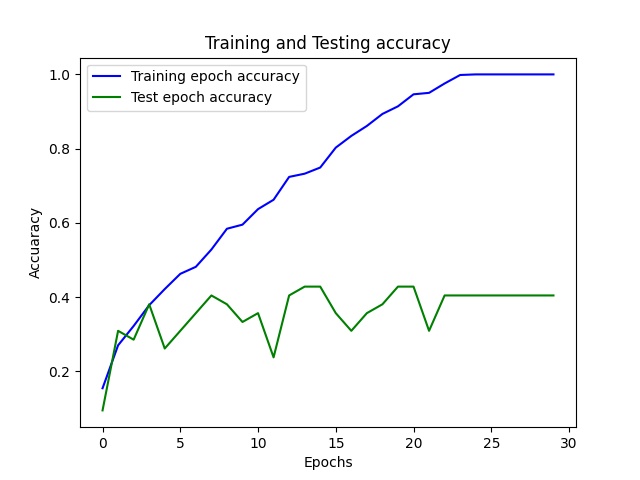 Training and Testing accuracy
Training epoch accuracy
Test epoch accuracy
1.0
0.8
0.6
0.4
0.2
Accuaracy
0 5 10 15 20 25 30
Epochs